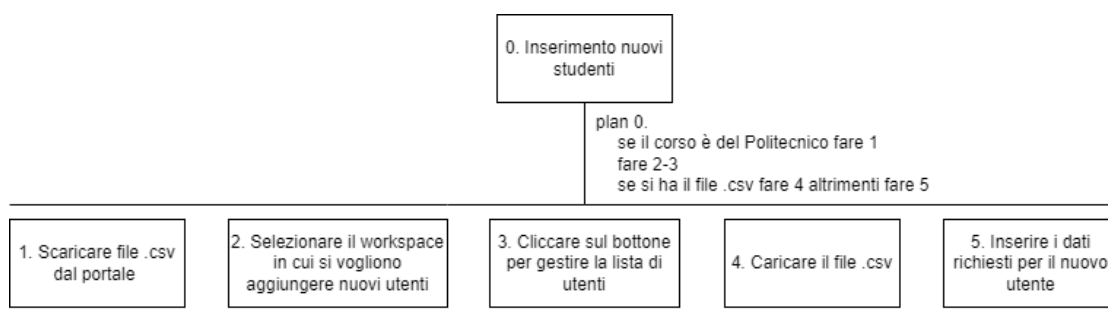 0. Inserimento nuovi
studenti
plan 0.
se il corso è del Politecnico fare 1
fare 2-3
se si ha il file .csv fare 4 altrimenti fare 5
1. Scaricare file .csv
dal portale
2. Selezionare il workspace
in cui si vogliono
aggiungere nuovi utenti
3. Cliccare sul bottone
per gestire la lista di
utenti
4. Caricare il file .csv
5. Inserire i dati
richiesti per il nuovo
utente